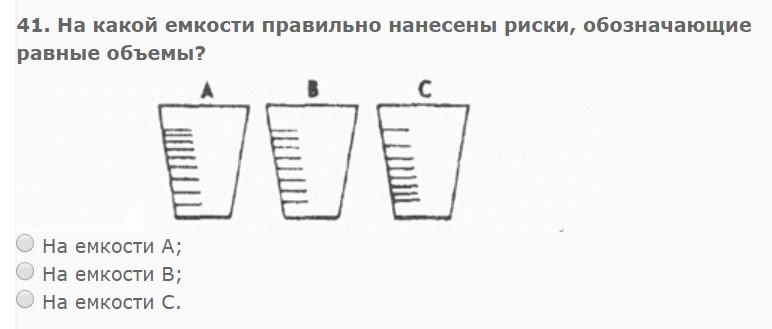 41. На какой емкости правильно нанесены риски, обозначающие
равные объемы?
A B C
На емкости А;
На емкости В;
На емкости С.